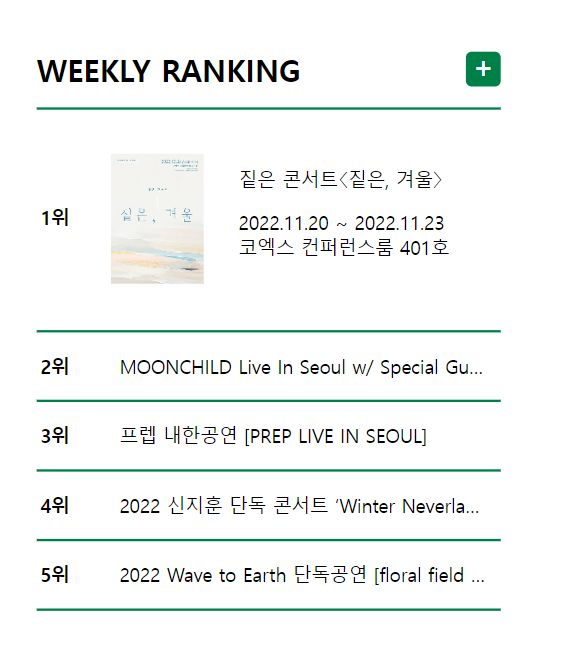 WEEKLY RANKING
+
1위
짙은, 겨울
짙은 콘서트〈짙은, 겨울〉
2022.11.20 ~ 2022.11.23
코엑스 컨퍼런스룸 401호
2위 MOONCHILD Live In Seoul w/ Special Gu...
3위 프렙 내한공연 [PREP LIVE IN SEOUL]
4위 2022 신지훈 단독 콘서트 ‘Winter Neverla...
5위 2022 Wave to Earth 단독공연 [floral field ...